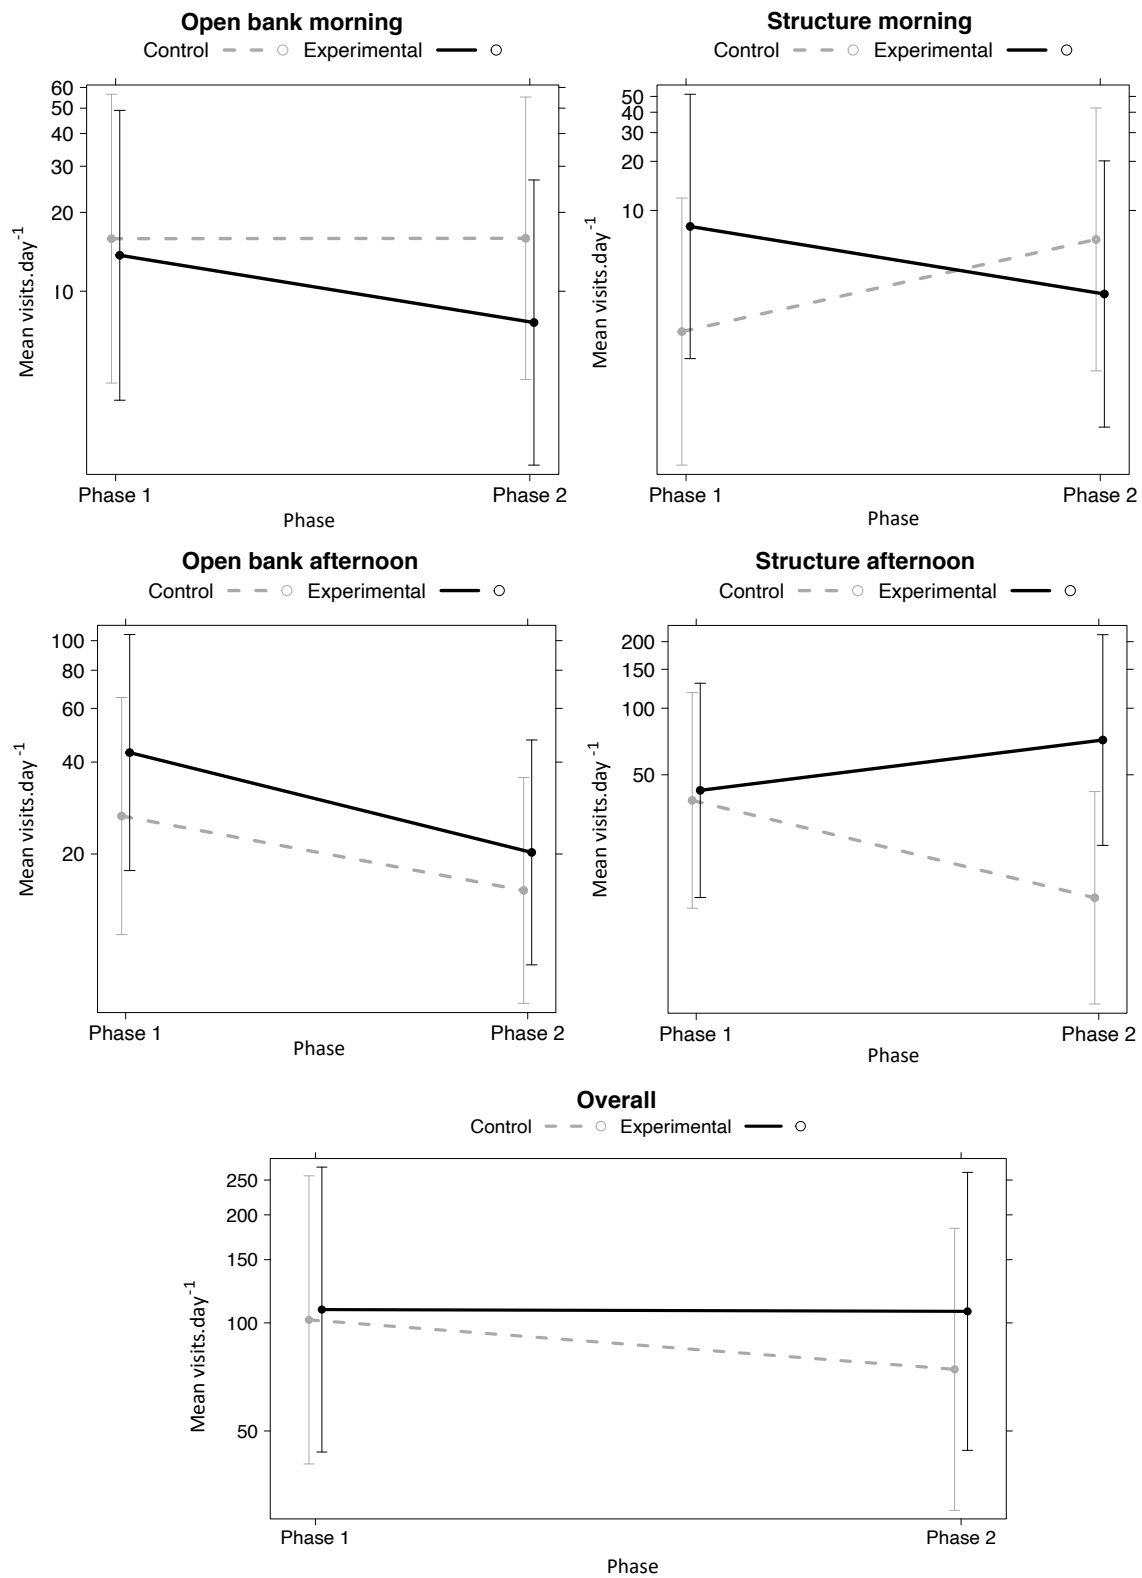 Open bank morning
Control Experimental
60
50
40
30
20
10
Mean visits.day-1
Phase 1 Phase 2
Phase
Structure morning
Control Experimental
50
40
30
20
10
Mean visits.day-1
Phase 1 Phase 2
Phase
Open bank afternoon
Control Experimental
100
80
60
40
20
Mean visits.day-1
Phase 1 Phase 2
Phase
Structure afternoon
Control Experimental
200
150
100
50
Mean visits.day-1
Phase 1 Phase 2
Phase
Overall
Control Experimental
250
200
150
100
50
Mean visits.day-1
Phase 1 Phase 2
Phase